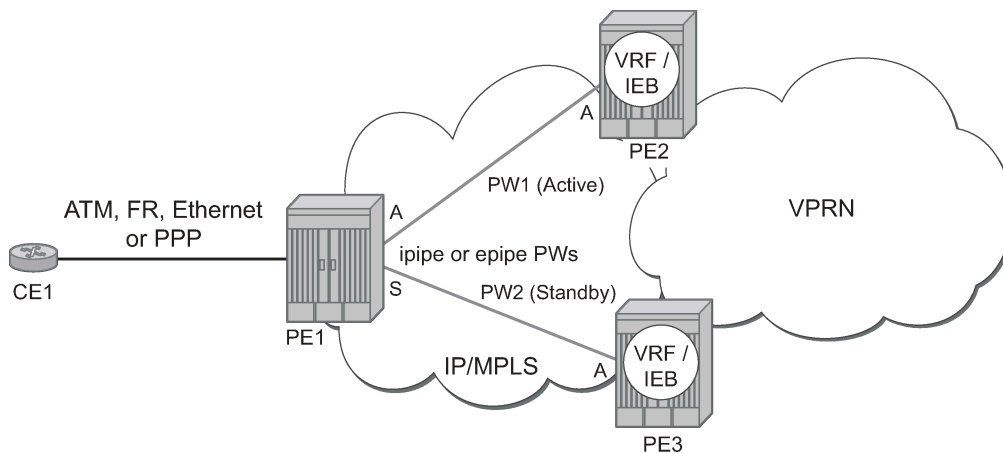 VRF /
IEB
A
PE2
PW1 (Active)
VPRN
ATM, FR, Ethernet
or PPP
A
ipipe or epipe PWs
CE1
S
PW2 (Standby)
PE1
IP/MPLS
VRF /
IEB
A
PE3